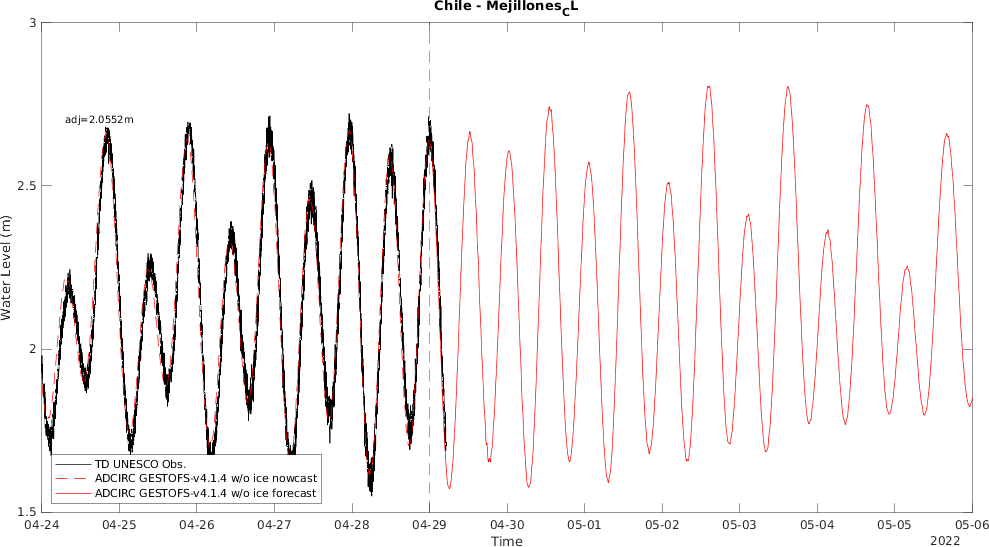 Chile - Mejillones_CL
adj=2.0552m
3
2.5
2
1.5
Water Level (m)
TD UNESCO Obs.
ADCIRC GESTOFS-v4.1.4 w/o ice nowcast
ADCIRC GESTOFS-v4.1.4 w/o ice forecast
04-24 04-25 04-26 04-27 04-28 04-29 04-30 05-01 05-02 05-03 05-04 05-05 05-06
Time
2022